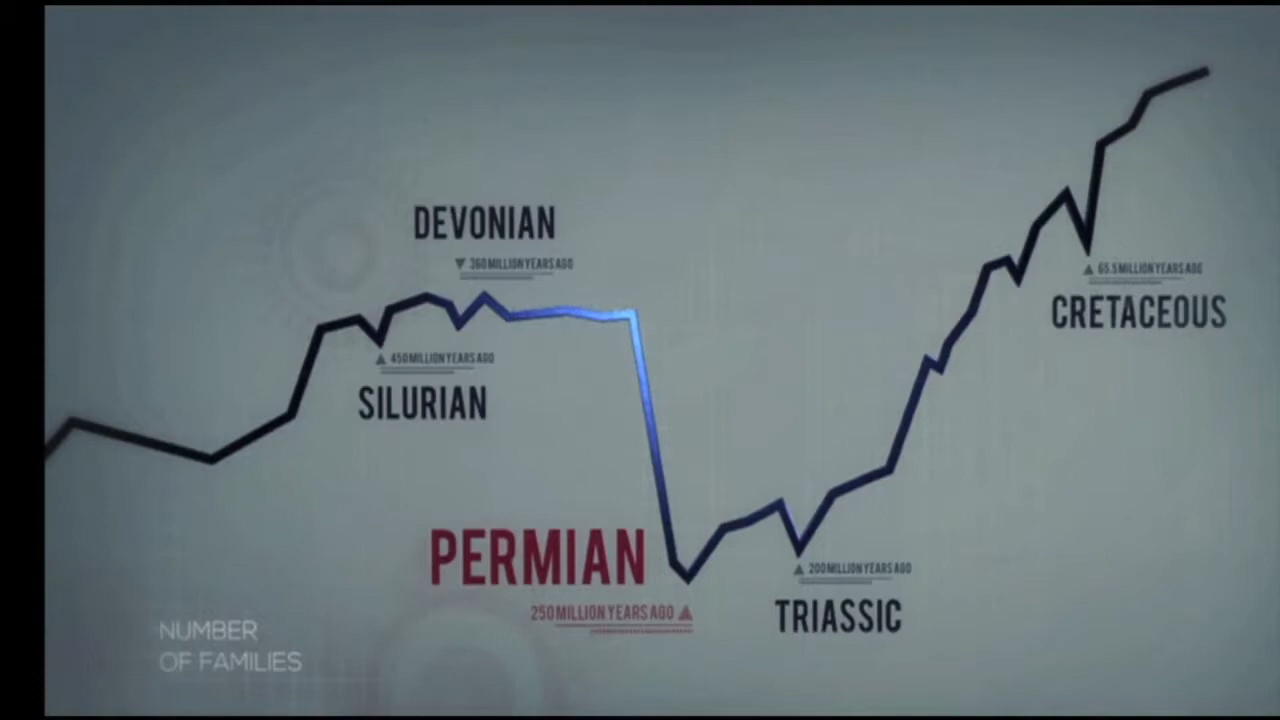 DEVONIAN
▼ 360 MILLION YEARS AGO
▲ 65.5 MILLION YEARS AGO
CRETACEOUS
▲ 450 MILLION YEARS AGO
SILURIAN
PERMIAN
250 MILLION YEARS AGO ▲
▲ 200 MILLION YEARS AGO
TRIASSIC
NUMBER
OF FAMILIES